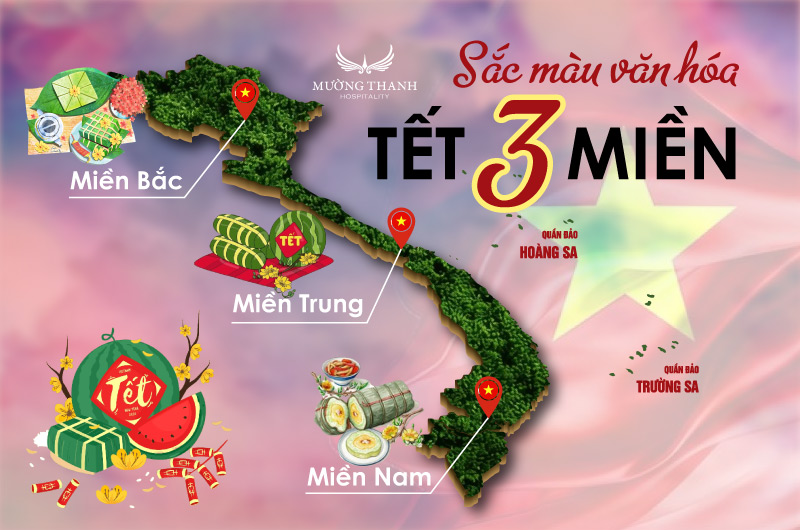 MƯỜNG THANH
HOSPITALITY
Sắc màu văn hóa
TẾT 3 MIỀN
Miền Bắc
QUẦN ĐẢO
HOÀNG SA
TẾT
Miền Trung
QUẦN ĐẢO
TRƯỜNG SA
Tết
Miền Nam